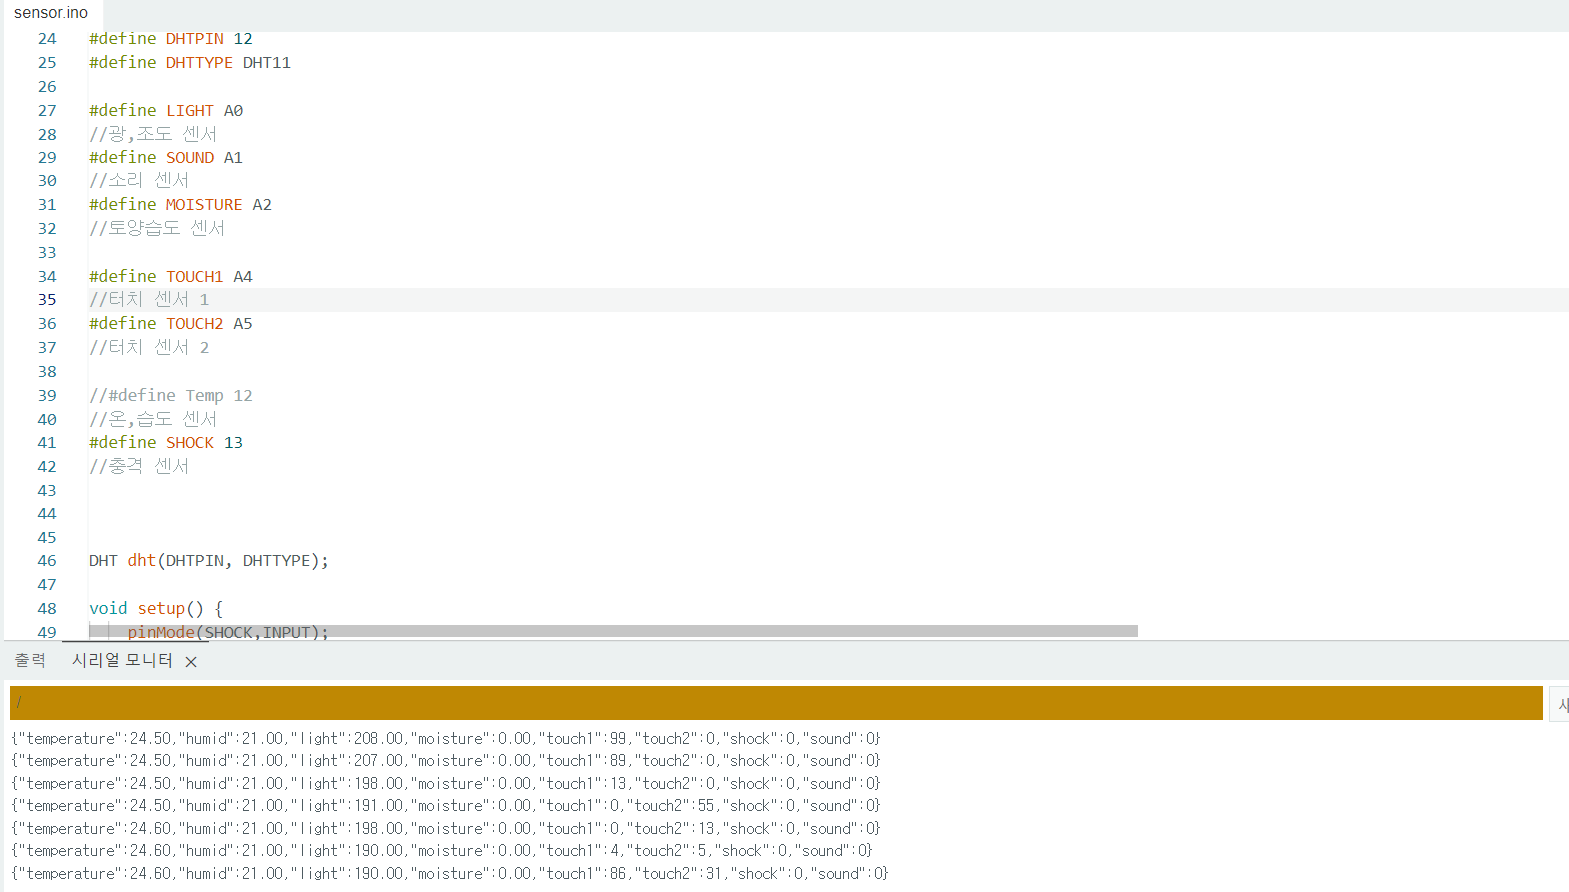 sensor.ino
24 #define DHTPIN 12
25 #define DHTTYPE DHT11
26
27 #define LIGHT A0
28 //광,조도 센서
29 #define SOUND A1
30 //소리 센서
31 #define MOISTURE A2
32 //토양습도 센서
33
34 #define TOUCH1 A4
35 //터치 센서 1
36 #define TOUCH2 A5
37 //터치 센서 2
38
39 //#define Temp 12
40 //온,습도 센서
41 #define SHOCK 13
42 //충격 센서
43
44
45
46 DHT dht(DHTPIN, DHTTYPE);
47
48 void setup() {
49 pinMode(SHOCK,INPUT);
출력 시리얼 모니터 ×
/
{"temperature":24.50,"humid":21.00,"light":208.00,"moisture":0.00,"touch1":99,"touch2":0,"shock":0,"sound":0}
{"temperature":24.50,"humid":21.00,"light":207.00,"moisture":0.00,"touch1":89,"touch2":0,"shock":0,"sound":0}
{"temperature":24.50,"humid":21.00,"light":198.00,"moisture":0.00,"touch1":13,"touch2":0,"shock":0,"sound":0}
{"temperature":24.50,"humid":21.00,"light":191.00,"moisture":0.00,"touch1":0,"touch2":55,"shock":0,"sound":0}
{"temperature":24.60,"humid":21.00,"light":198.00,"moisture":0.00,"touch1":0,"touch2":13,"shock":0,"sound":0}
{"temperature":24.60,"humid":21.00,"light":190.00,"moisture":0.00,"touch1":4,"touch2":5,"shock":0,"sound":0}
{"temperature":24.60,"humid":21.00,"light":190.00,"moisture":0.00,"touch1":86,"touch2":31,"shock":0,"sound":0}